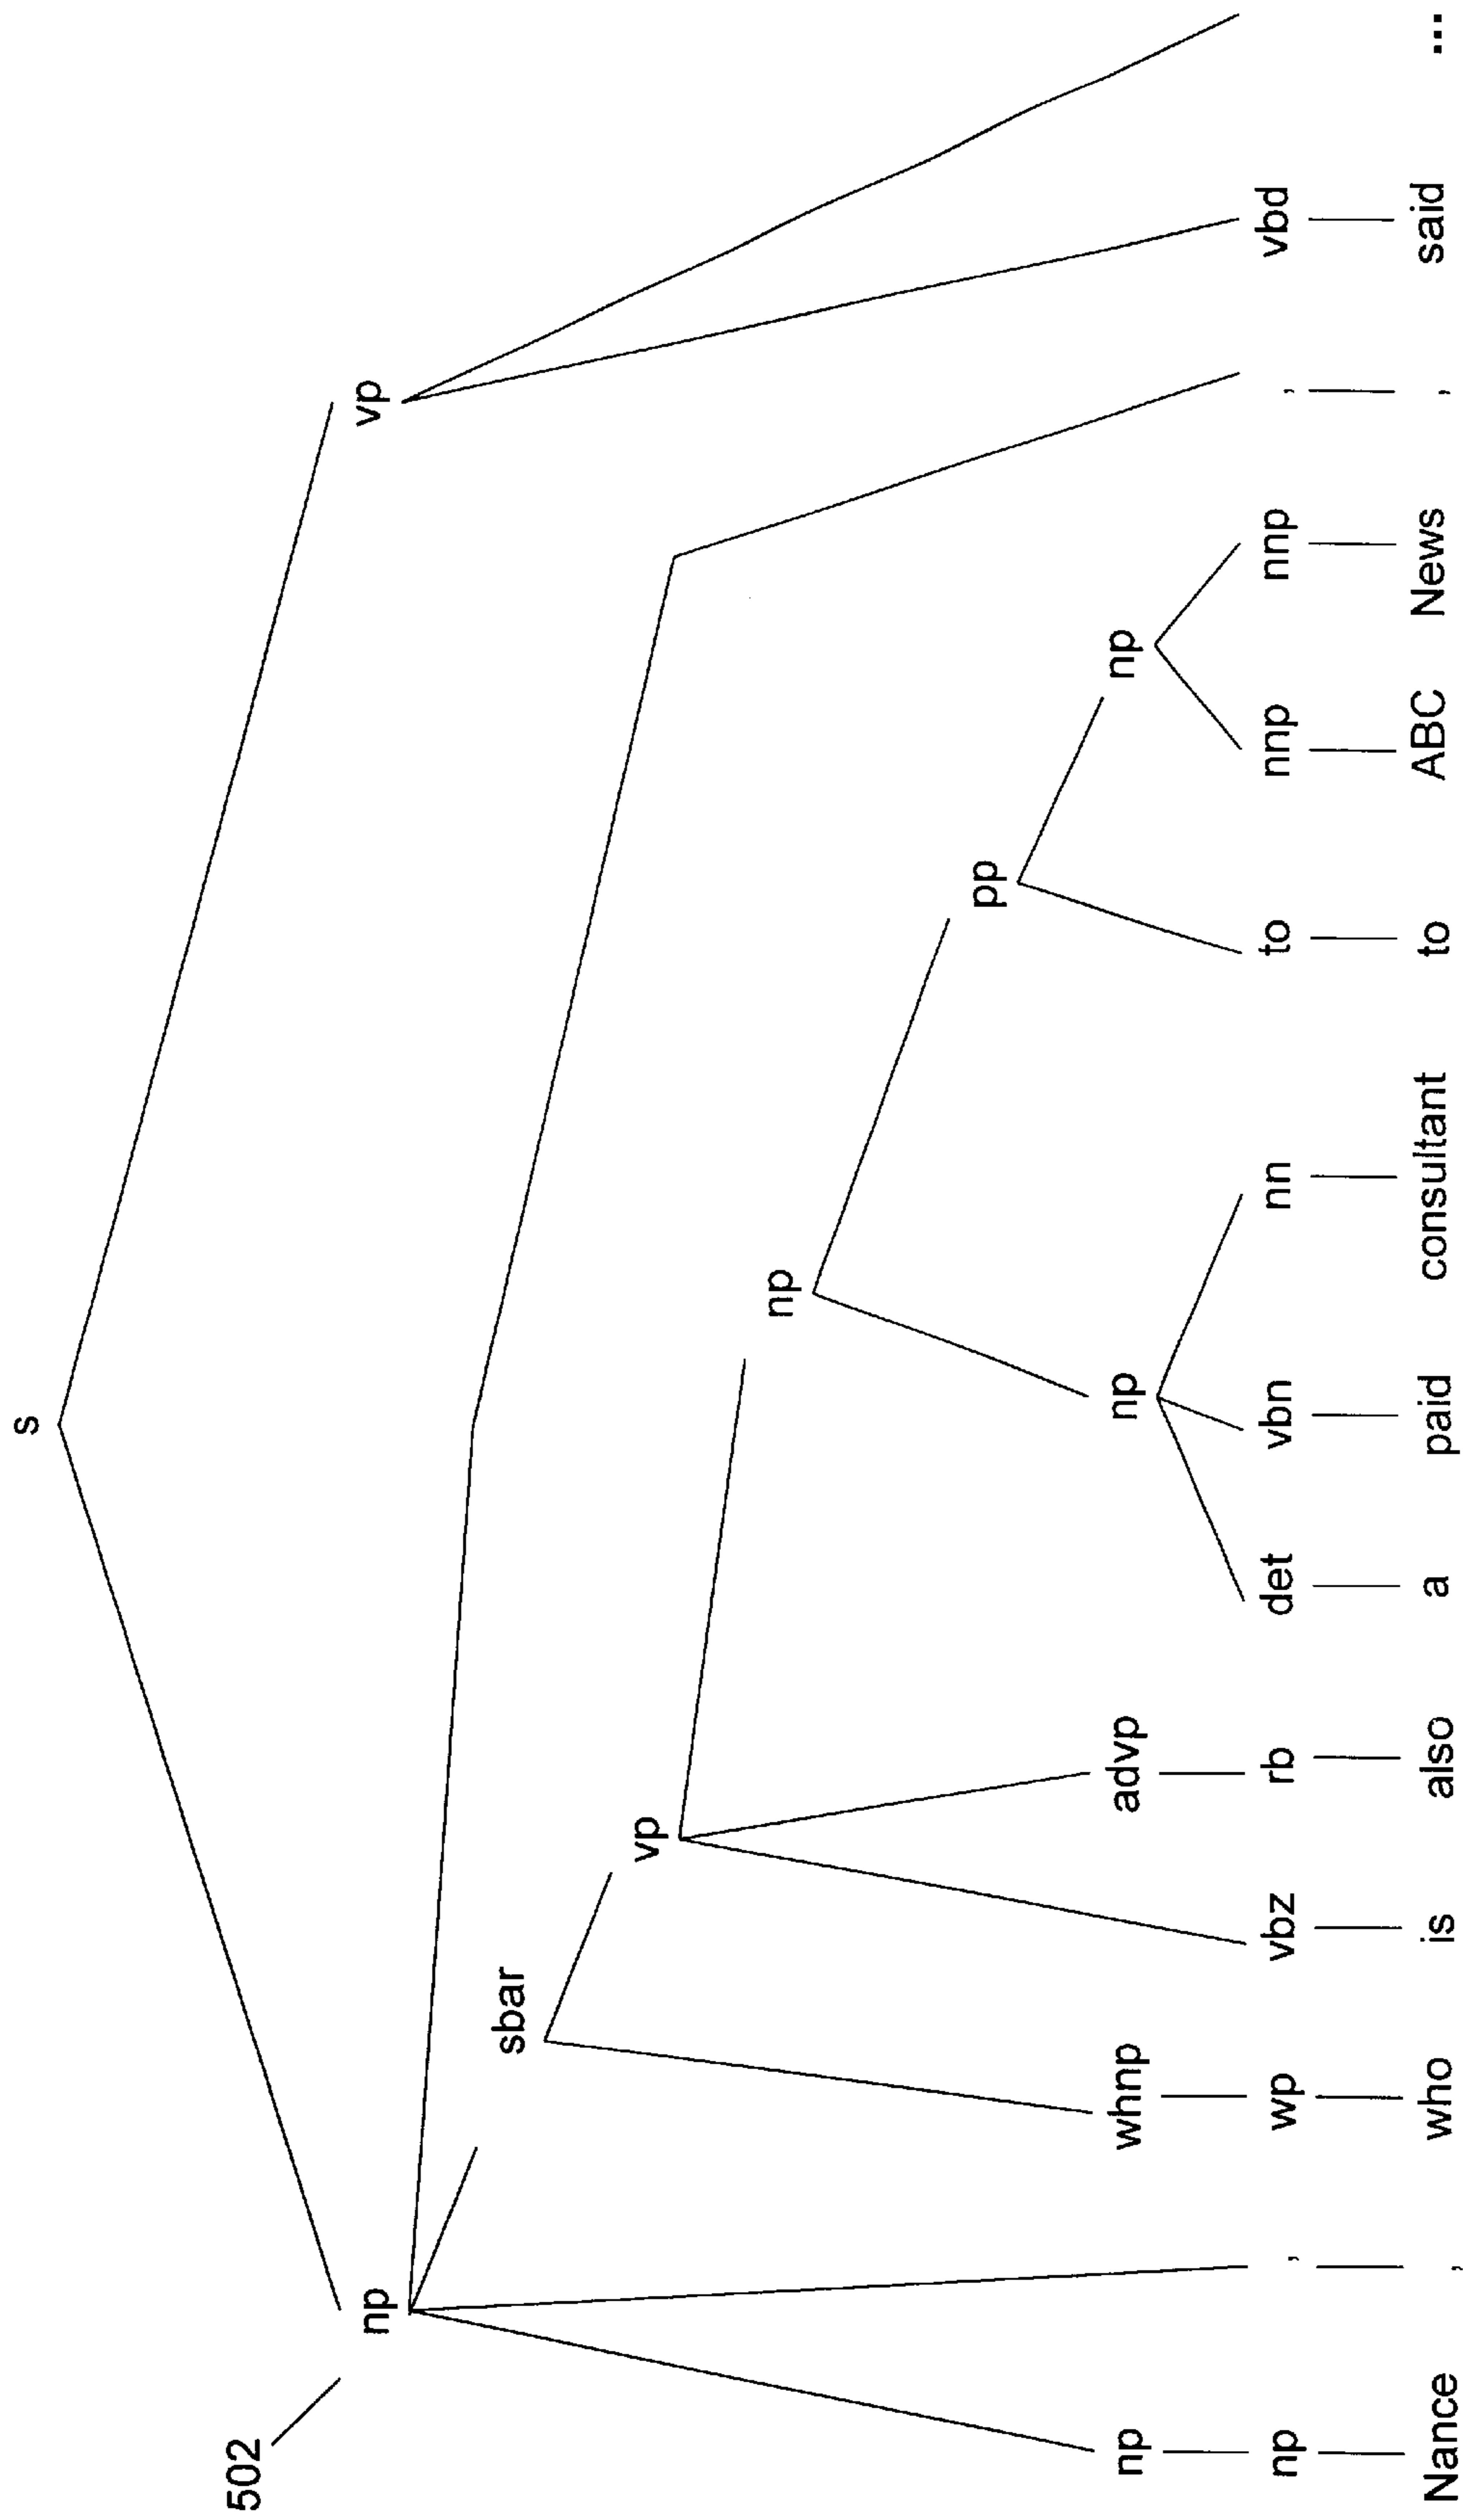 s
502
np vp
sbar
vp
np
pp
np whnp advp np np
np , wp vbz rb det vbn nn to nnp nnp , vbd
Nance , who is also a paid consultant to ABC News , said ...